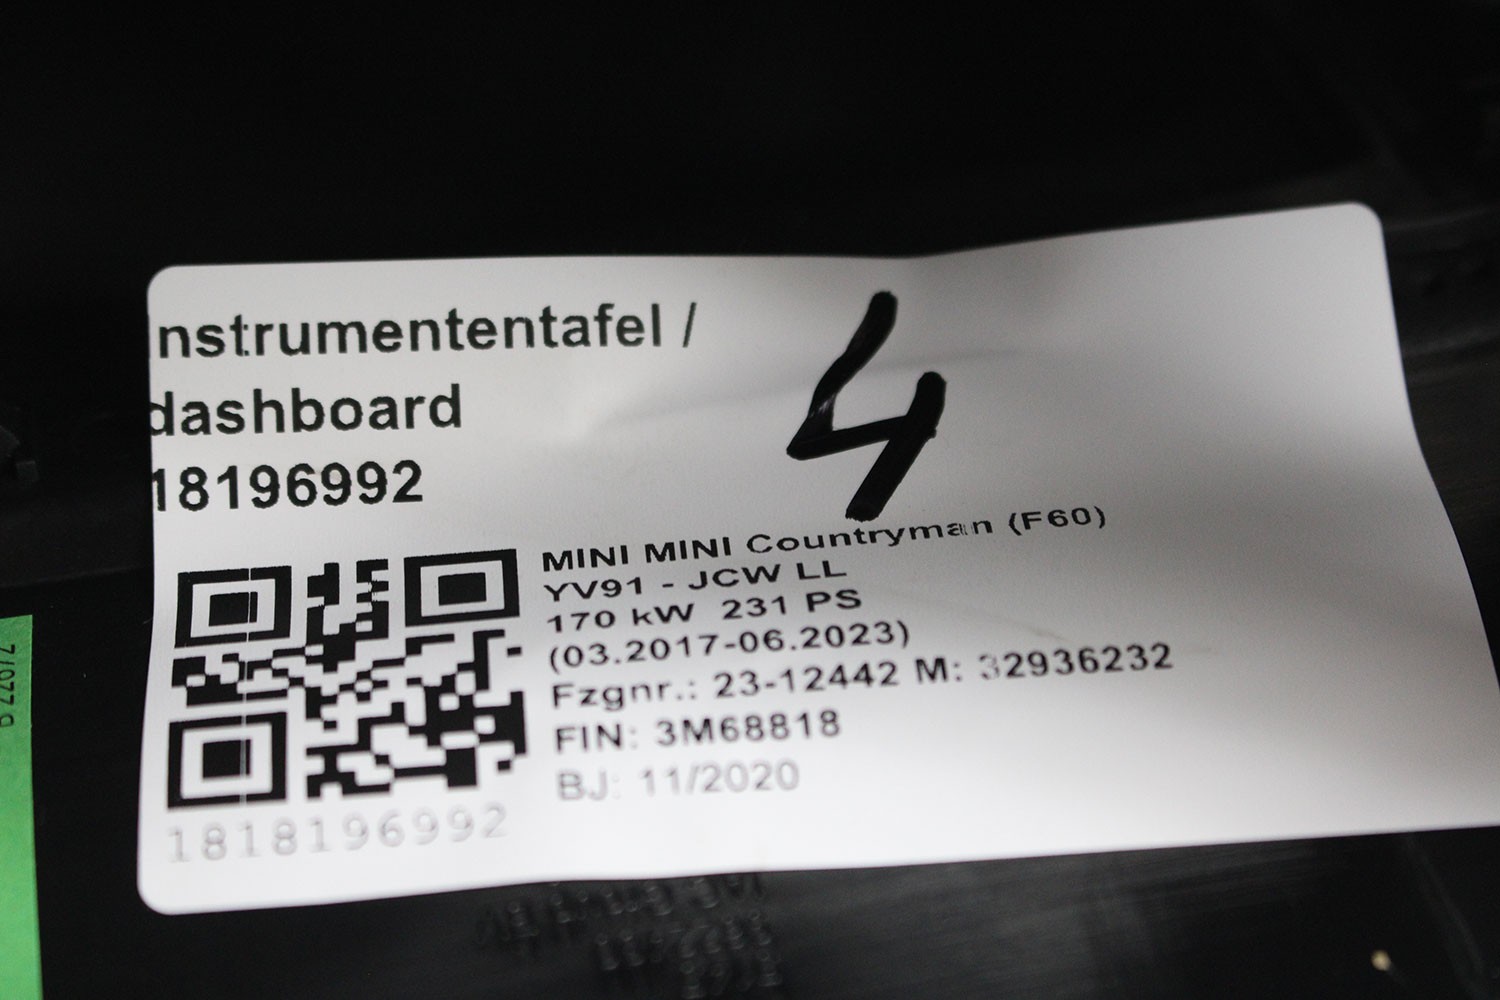 nstrumententafel /
dashboard
18196992
4
MINI MINI Countryman (F60)
YV91 - JCW LL
170 kW 231 PS
(03.2017-06.2023)
Fzgnr.: 23-12442 M: 32936232
FIN: 3M68818
BJ: 11/2020
1818196992